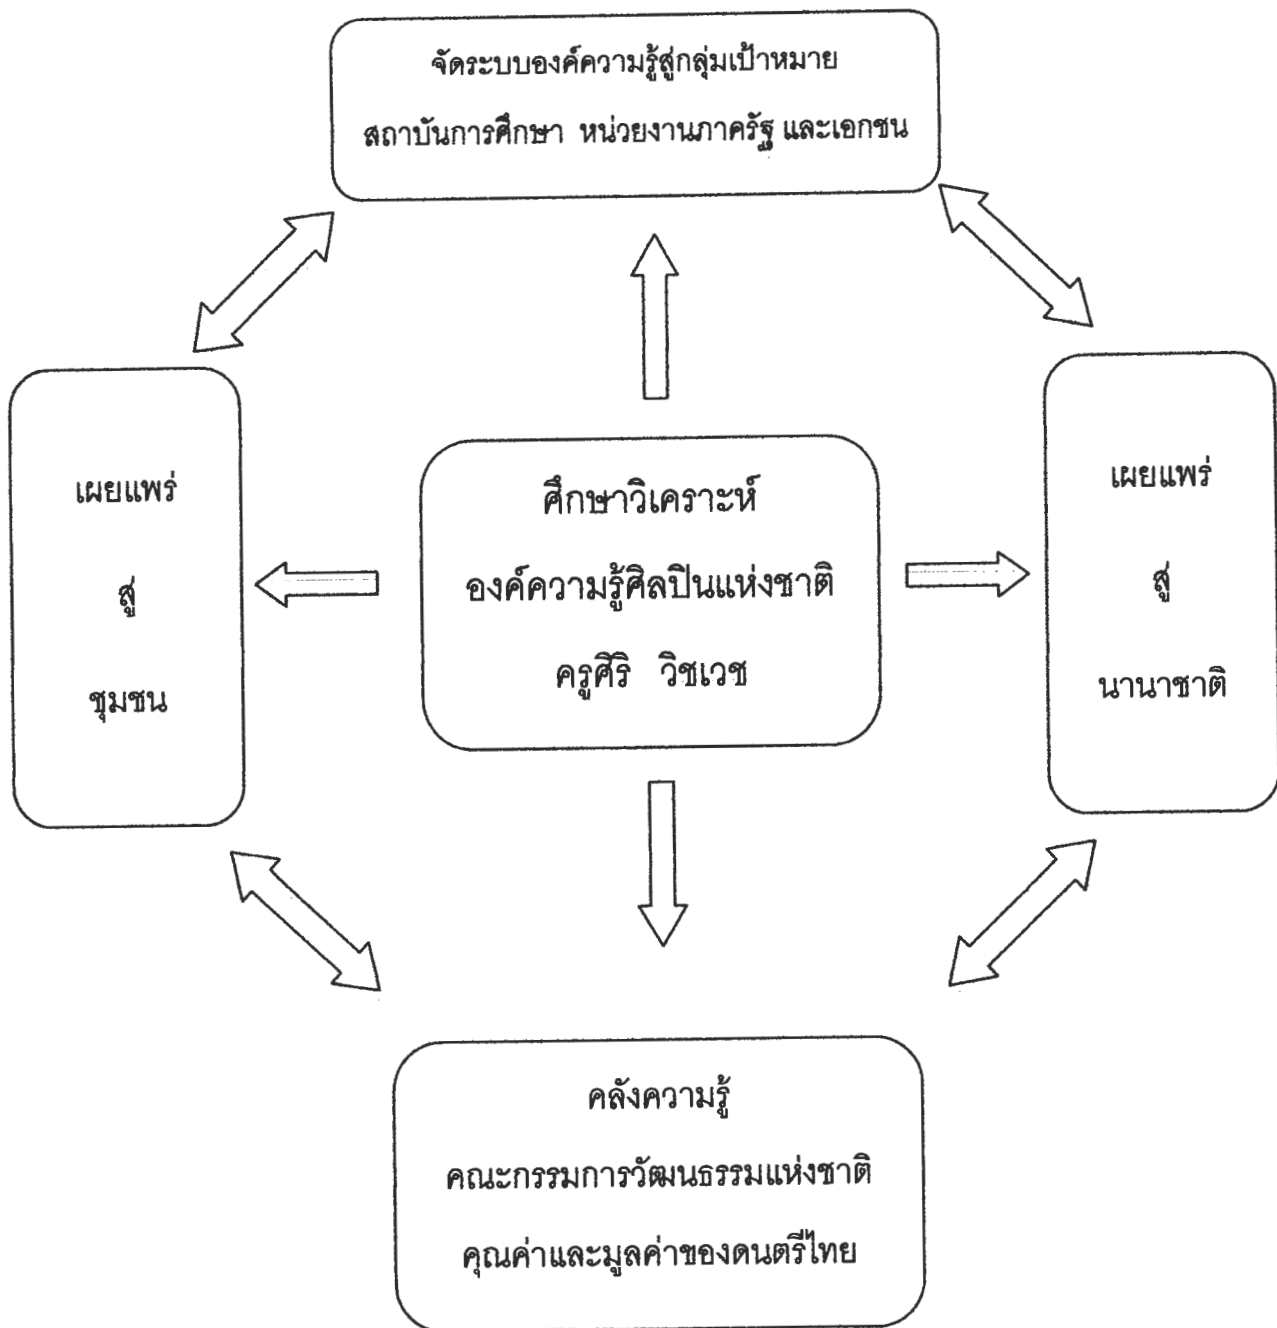 จัดระบบองค์ความรู้สู่กลุ่มเป้าหมาย
สถาบันการศึกษา หน่วยงานภาครัฐ และเอกชน
เผยแพร่
สู่
ชุมชน
ศึกษาวิเคราะห์
องค์ความรู้ศิลปินแห่งชาติ
ครูศิริ วิชเวช
เผยแพร่
สู่
นานาชาติ
คลังความรู้
คณะกรรมการวัฒนธรรมแห่งชาติ
คุณค่าและมูลค่าของดนตรีไทย